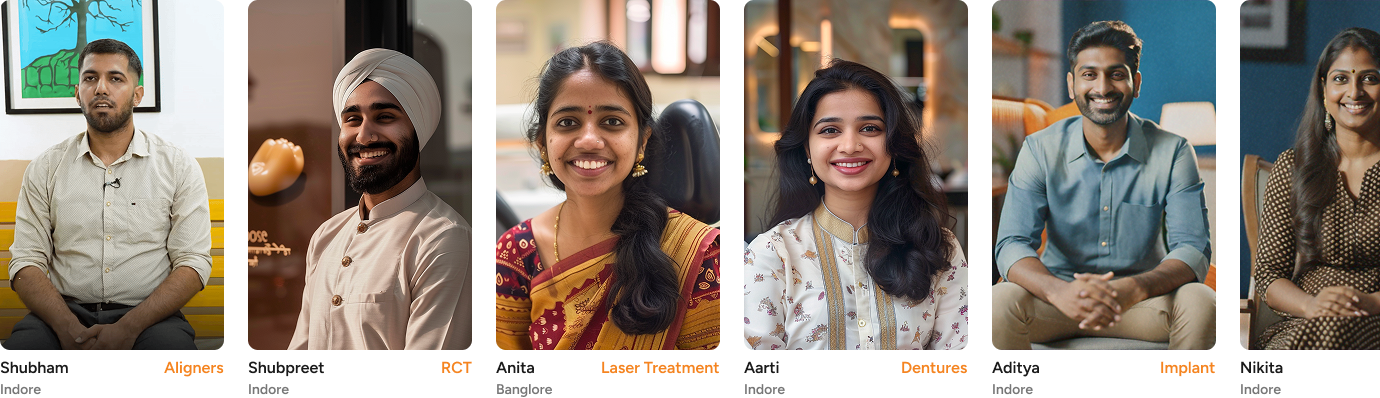 Shubham Aligners
Indore
Shubpreet RCT
Indore
Anita Laser Treatment
Banglore
Aarti Dentures
Indore
Aditya Implant
Indore
Nikita
Indore